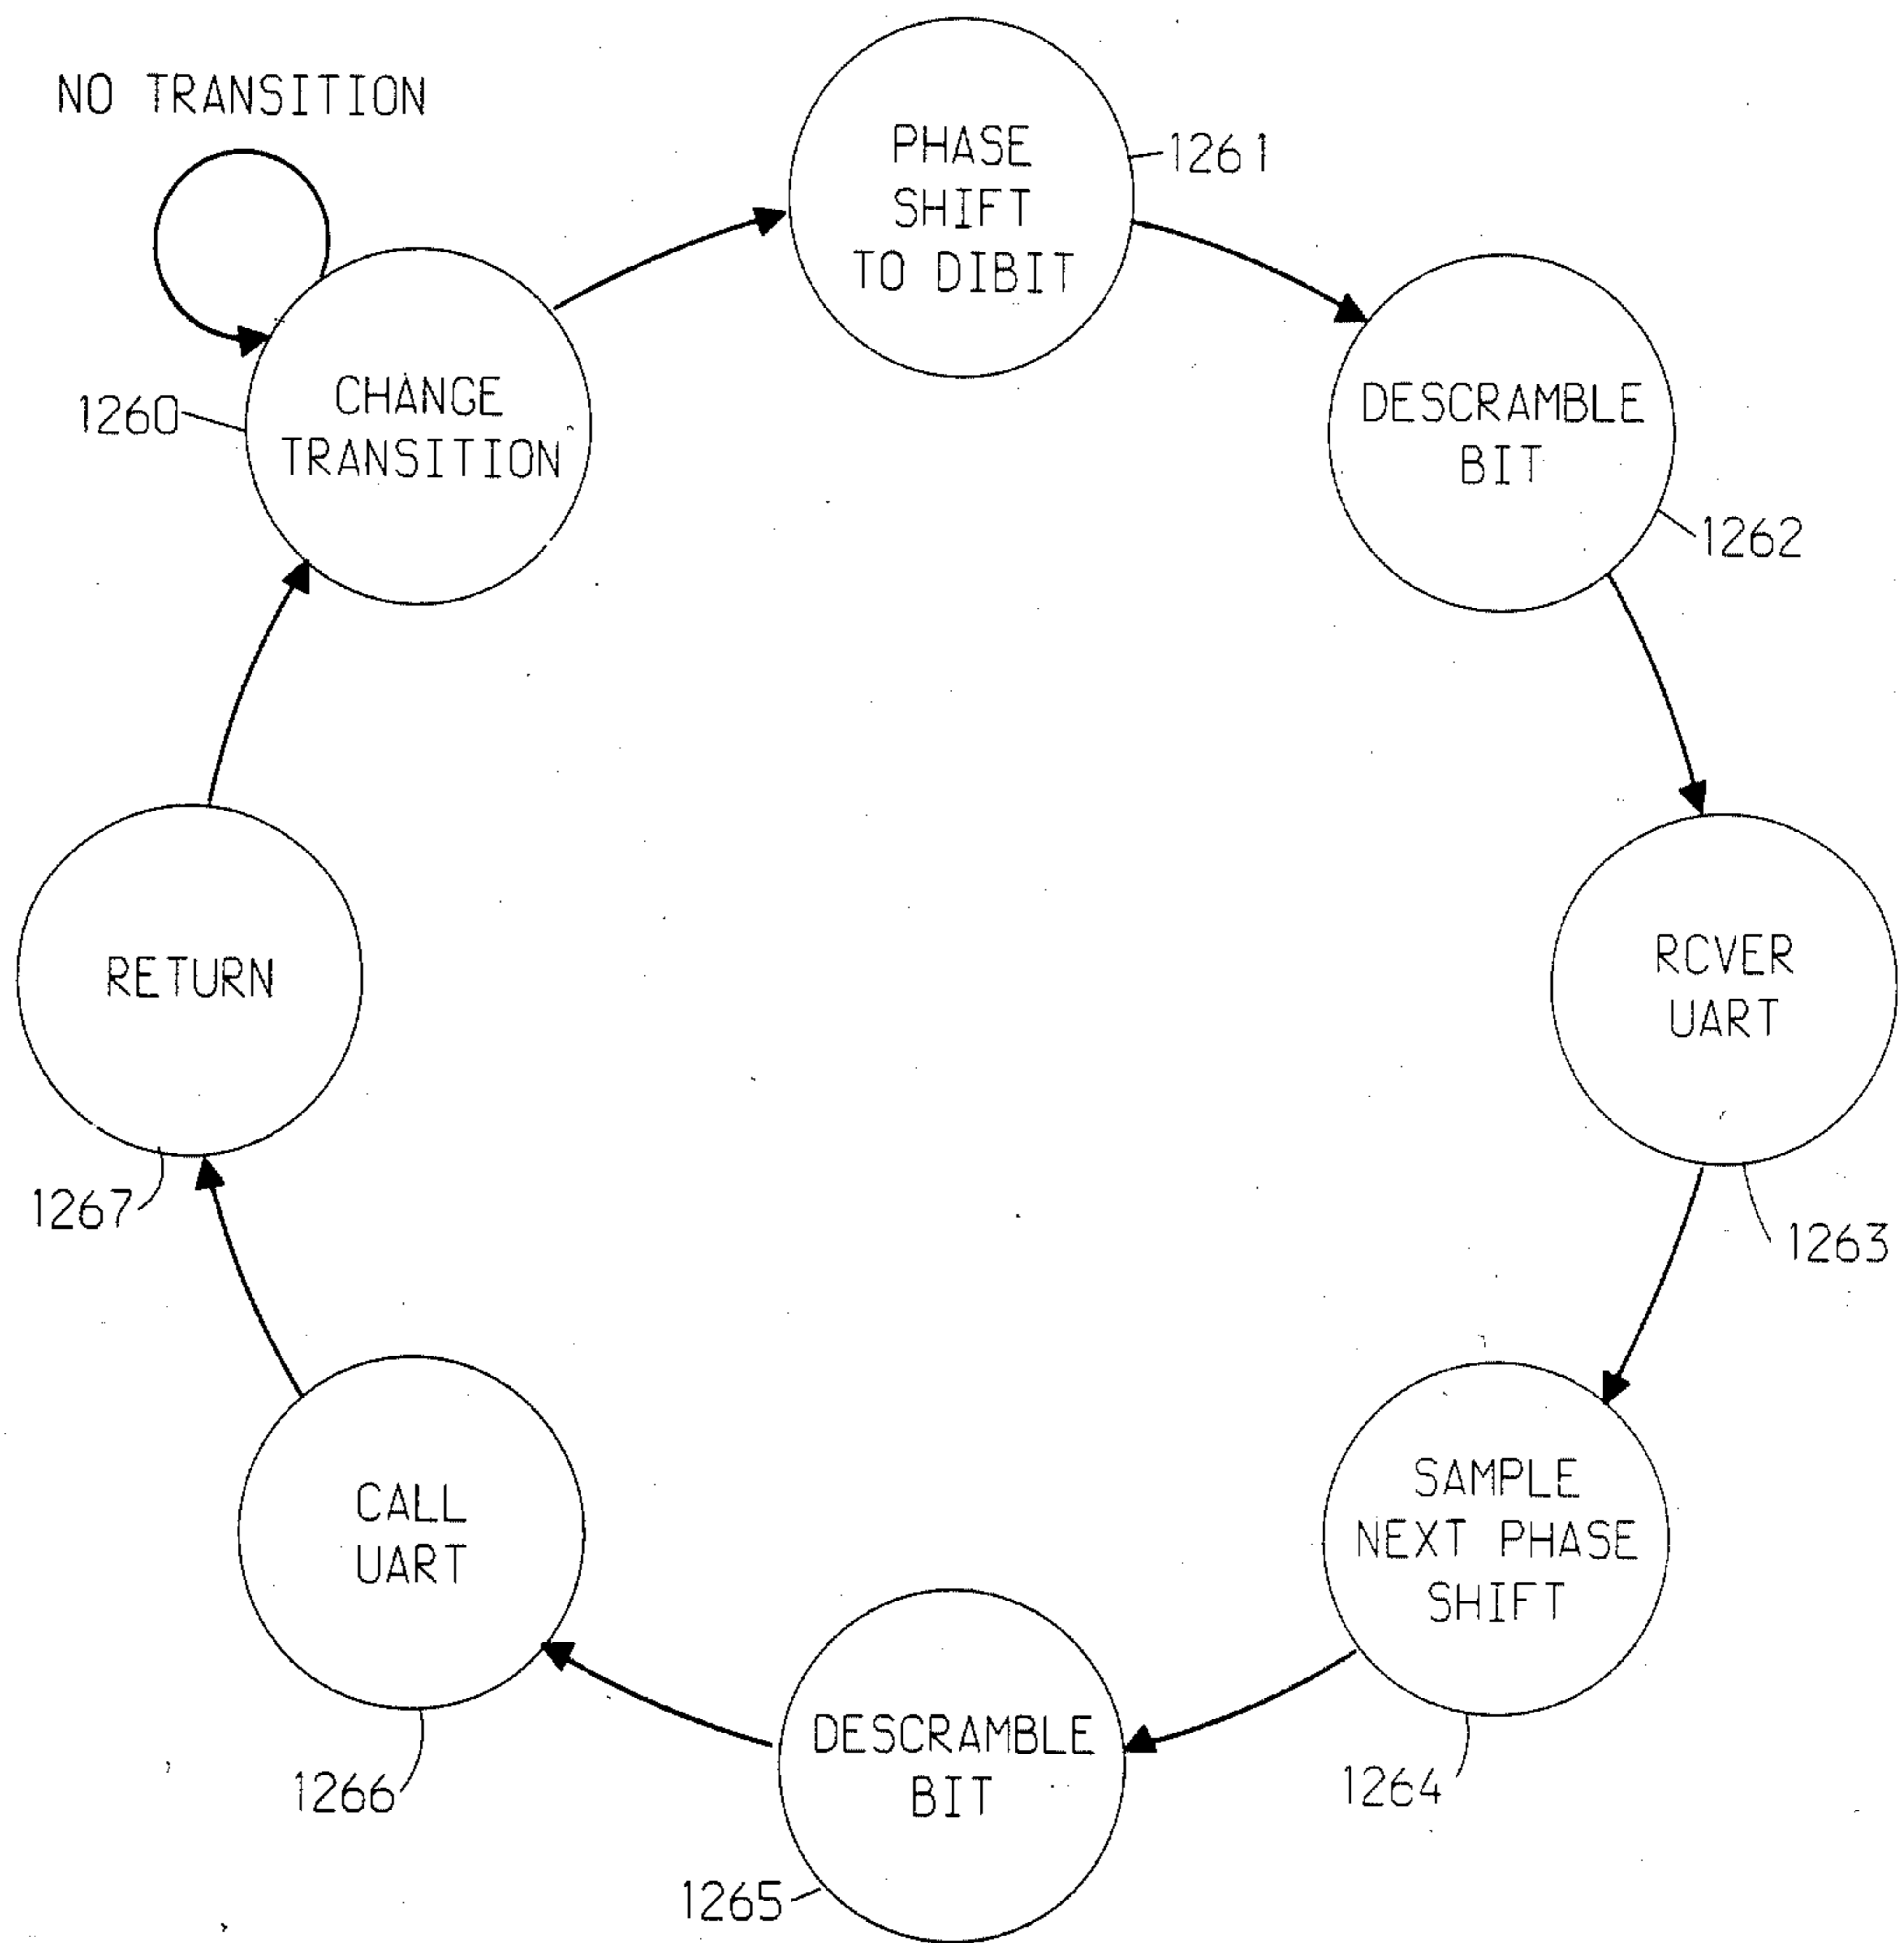 NO TRANSITION
PHASE
SHIFT
TO DIBIT
1261
CHANGE
TRANSITION
1260
DESCRAMBLE
BIT
1262
RCVER
UART
1263
RETURN
1267
SAMPLE
NEXT PHASE
SHIFT
1264
CALL
UART
1266
DESCRAMBLE
BIT
1265